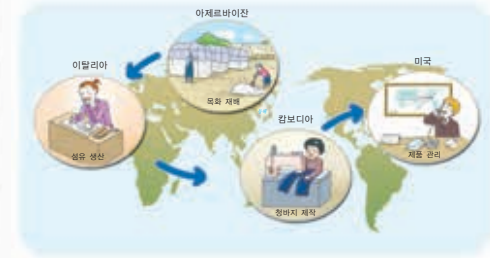 아제르바이잔
목화 재배
이탈리아
섬유 생산
캄보디아
청바지 제작
미국
제품 관리